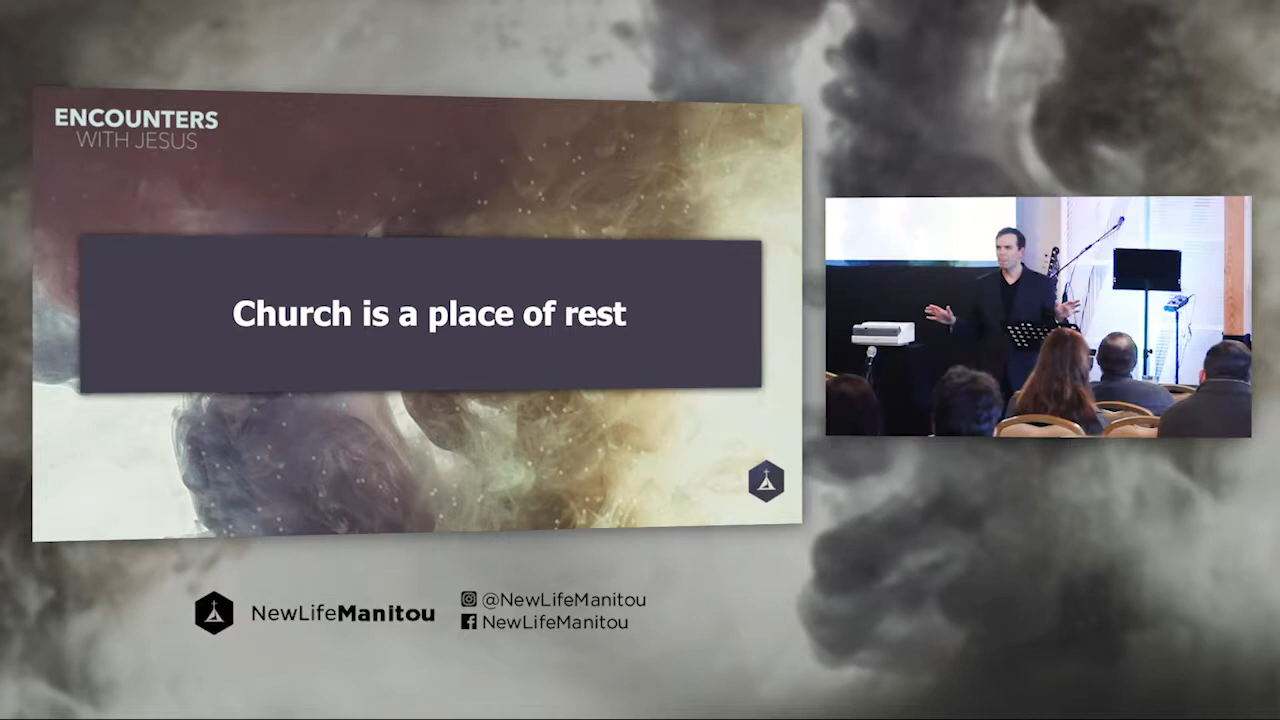 ENCOUNTERS
WITH JESUS
Church is a place of rest
NewLifeManitou
@NewLifeManitou
NewLifeManitou